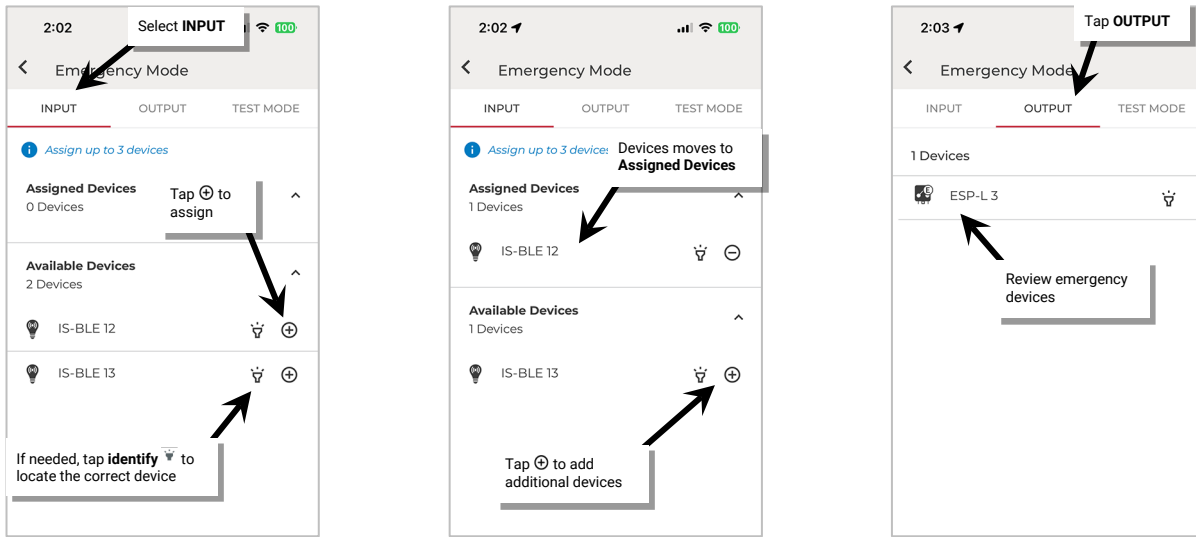 2:02
100
Select INPUT
Emergency Mode
INPUT OUTPUT TEST MODE
Assign up to 3 devices
Assigned Devices
0 Devices
Tap ⊕ to
assign
Available Devices
2 Devices
IS-BLE 12
IS-BLE 13
If needed, tap identify to
locate the correct device
2:02
100
Emergency Mode
INPUT OUTPUT TEST MODE
Assign up to 3 devices
Devices moves to
Assigned Devices
Assigned Devices
1 Devices
IS-BLE 12
Available Devices
1 Devices
IS-BLE 13
Tap ⊕ to add
additional devices
2:03
Tap OUTPUT
Emergency Mode
INPUT OUTPUT TEST MODE
1 Devices
E
ESP-L 3
Review emergency
devices